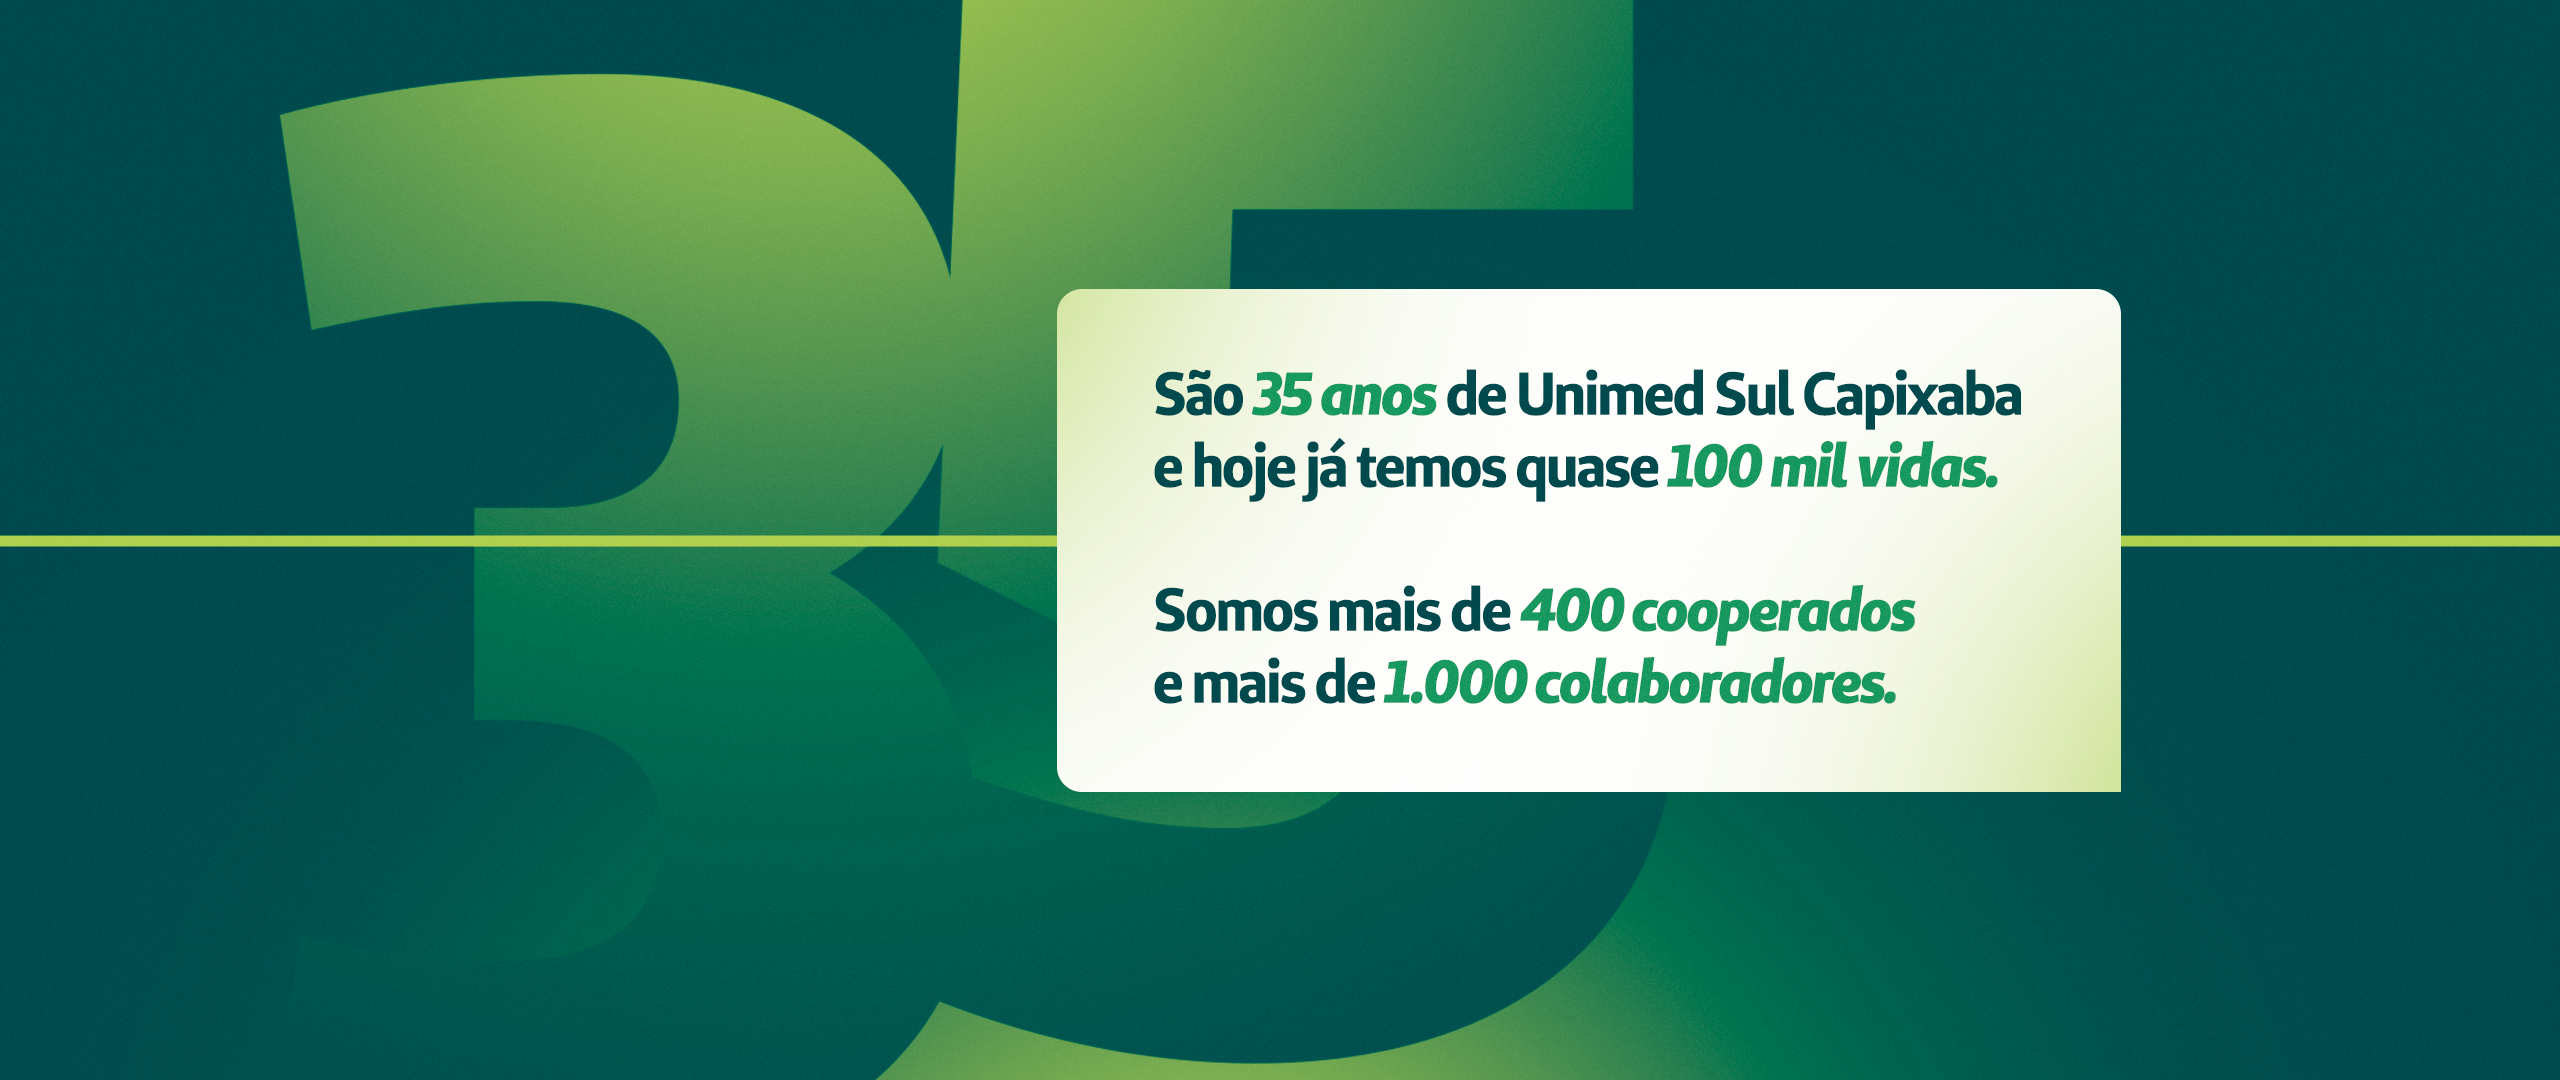 35
São 35 anos de Unimed Sul Capixaba
e hoje já temos quase 100 mil vidas.
Somos mais de 400 cooperados
e mais de 1.000 colaboradores.